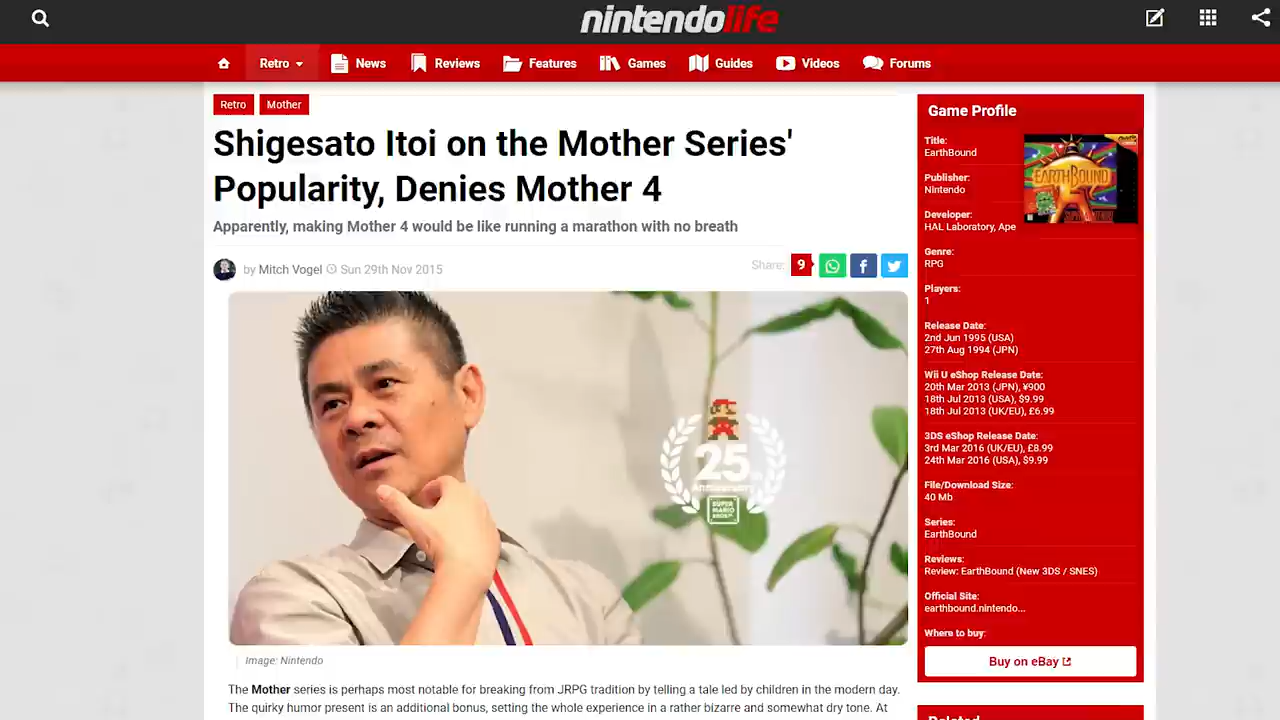 nintendolife
Retro
News
Reviews
Features
Games
Guides
Videos
Forums
Retro
Mother
Shigesato Itoi on the Mother Series'
Popularity, Denies Mother 4
Apparently, making Mother 4 would be like running a marathon with no breath
by Mitch Vogel Sun 29th Nov 2015
Share:
9
25
Anniversary
SUPER
MARIO
BROS.
Image: Nintendo
The Mother series is perhaps most notable for breaking from JRPG tradition by telling a tale led by children in the modern day.
The quirky humor present is an additional bonus, setting the whole experience in a rather bizarre and somewhat dry tone. At
Game Profile
Title:
EarthBound
EARTHBOUND
Publisher:
Nintendo
Developer:
HAL Laboratory, Ape
Genre:
RPG
Players:
1
Release Date:
2nd Jun 1995 (USA)
27th Aug 1994 (JPN)
Wii U eShop Release Date:
20th Mar 2013 (JPN), ¥900
18th Jul 2013 (USA), $9.99
18th Jul 2013 (UK/EU), £6.99
3DS eShop Release Date:
3rd Mar 2016 (UK/EU), £8.99
24th Mar 2016 (USA), $9.99
File/Download Size:
40 Mb
Series:
EarthBound
Reviews:
Review: EarthBound (New 3DS / SNES)
Official Site:
earthbound.nintendo...
Where to buy:
Buy on eBay
Related